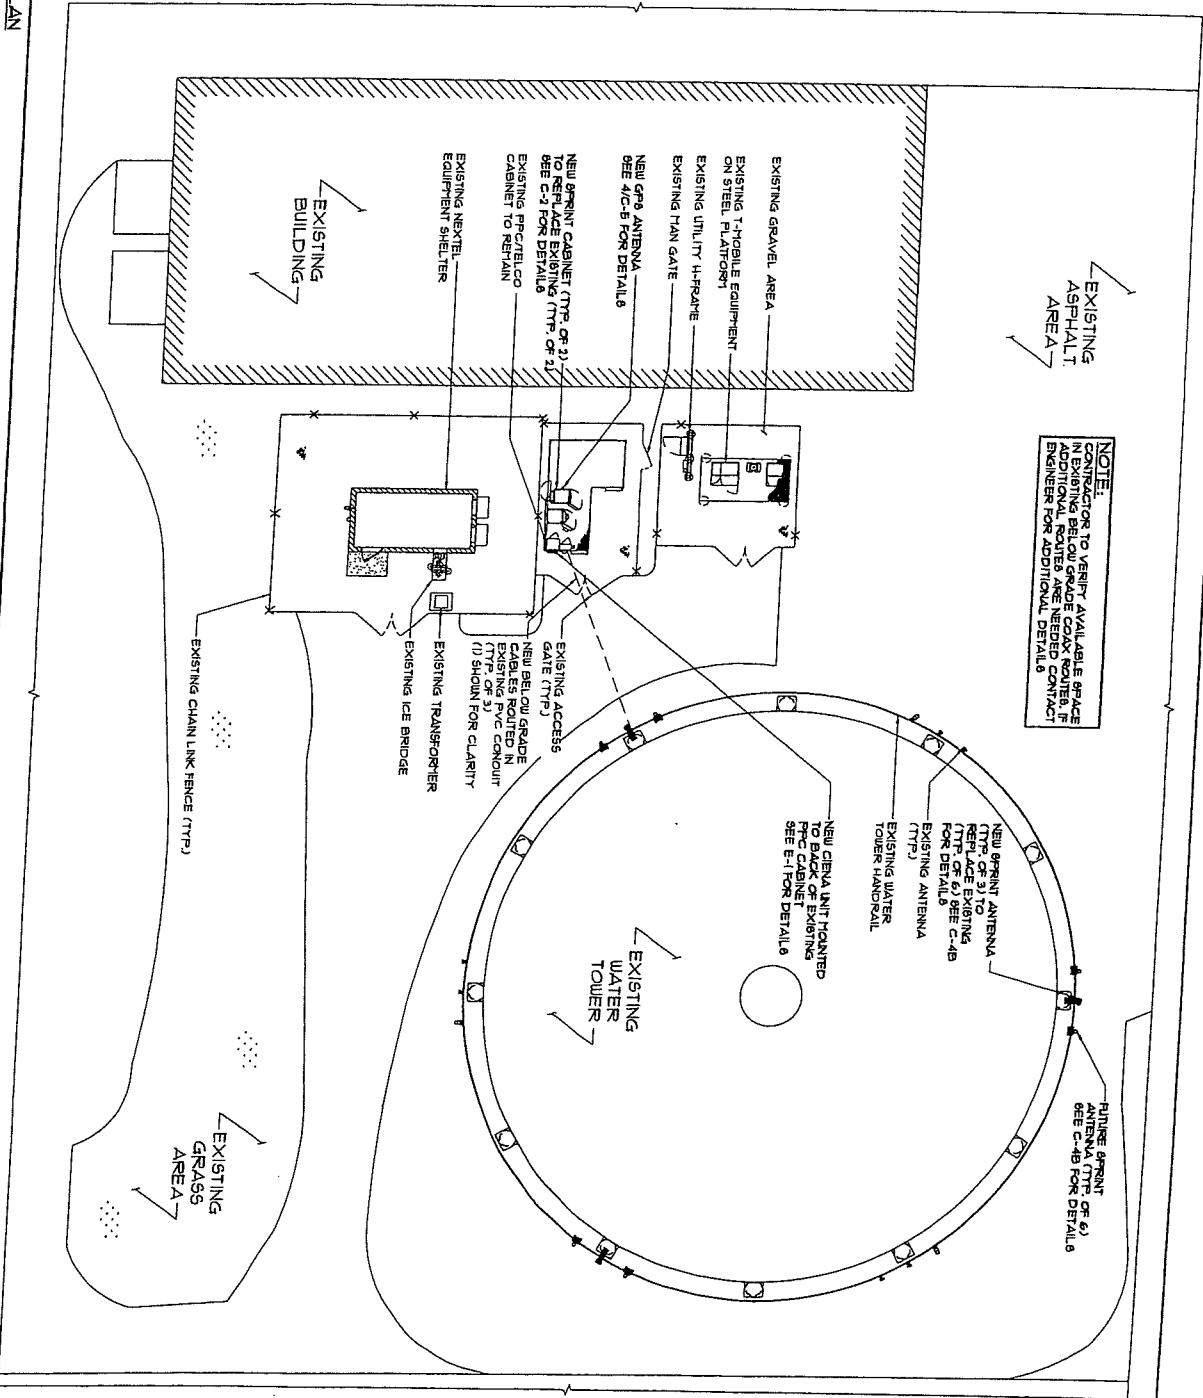 NOTE:
CONTRACTOR TO VERIFY AVAILABLE SPACE
IN EXISTING BELOW GRADE COAX ROUTES. IF
ADDITIONAL ROUTES ARE NEEDED CONTACT
ENGINEER FOR ADDITIONAL DETAILS
EXISTING
ASPHALT
AREA
EXISTING GRAVEL AREA
EXISTING T-MOBILE EQUIPMENT
ON STEEL PLATFORM
EXISTING UTILITY H-FRAME
EXISTING MAN GATE
NEW GPS ANTENNA
SEE 4/C-5 FOR DETAILS
NEW SPRINT CABINET (TYP. OF 2)
TO REPLACE EXISTING (TYP. OF 2)
SEE C-2 FOR DETAILS
EXISTING PPC/TELCO
CABINET TO REMAIN
EXISTING NEXTEL
EQUIPMENT SHELTER
EXISTING
BUILDING
FUTURE SPRINT
ANTENNA (TYP. OF 6)
SEE C-4B FOR DETAILS
NEW SPRINT ANTENNA
(TYP. OF 3) TO
REPLACE EXISTING
(TYP. OF 6) SEE C-4B
FOR DETAILS
EXISTING ANTENNA
(TYP.)
EXISTING WATER
TOWER HANDRAIL
NEW CIENA UNIT MOUNTED
TO BACK OF EXISTING
PPC CABINET
SEE E-1 FOR DETAILS
EXISTING
WATER
TOWER
EXISTING ACCESS
GATE (TYP.)
NEW BELOW GRADE
CABLES ROUTED IN
EXISTING PVC CONDUIT
(TYP. OF 3)
(1) SHOWN FOR CLARITY
EXISTING TRANSFORMER
EXISTING ICE BRIDGE
EXISTING CHAIN LINK FENCE (TYP.)
EXISTING
GRASS
AREA